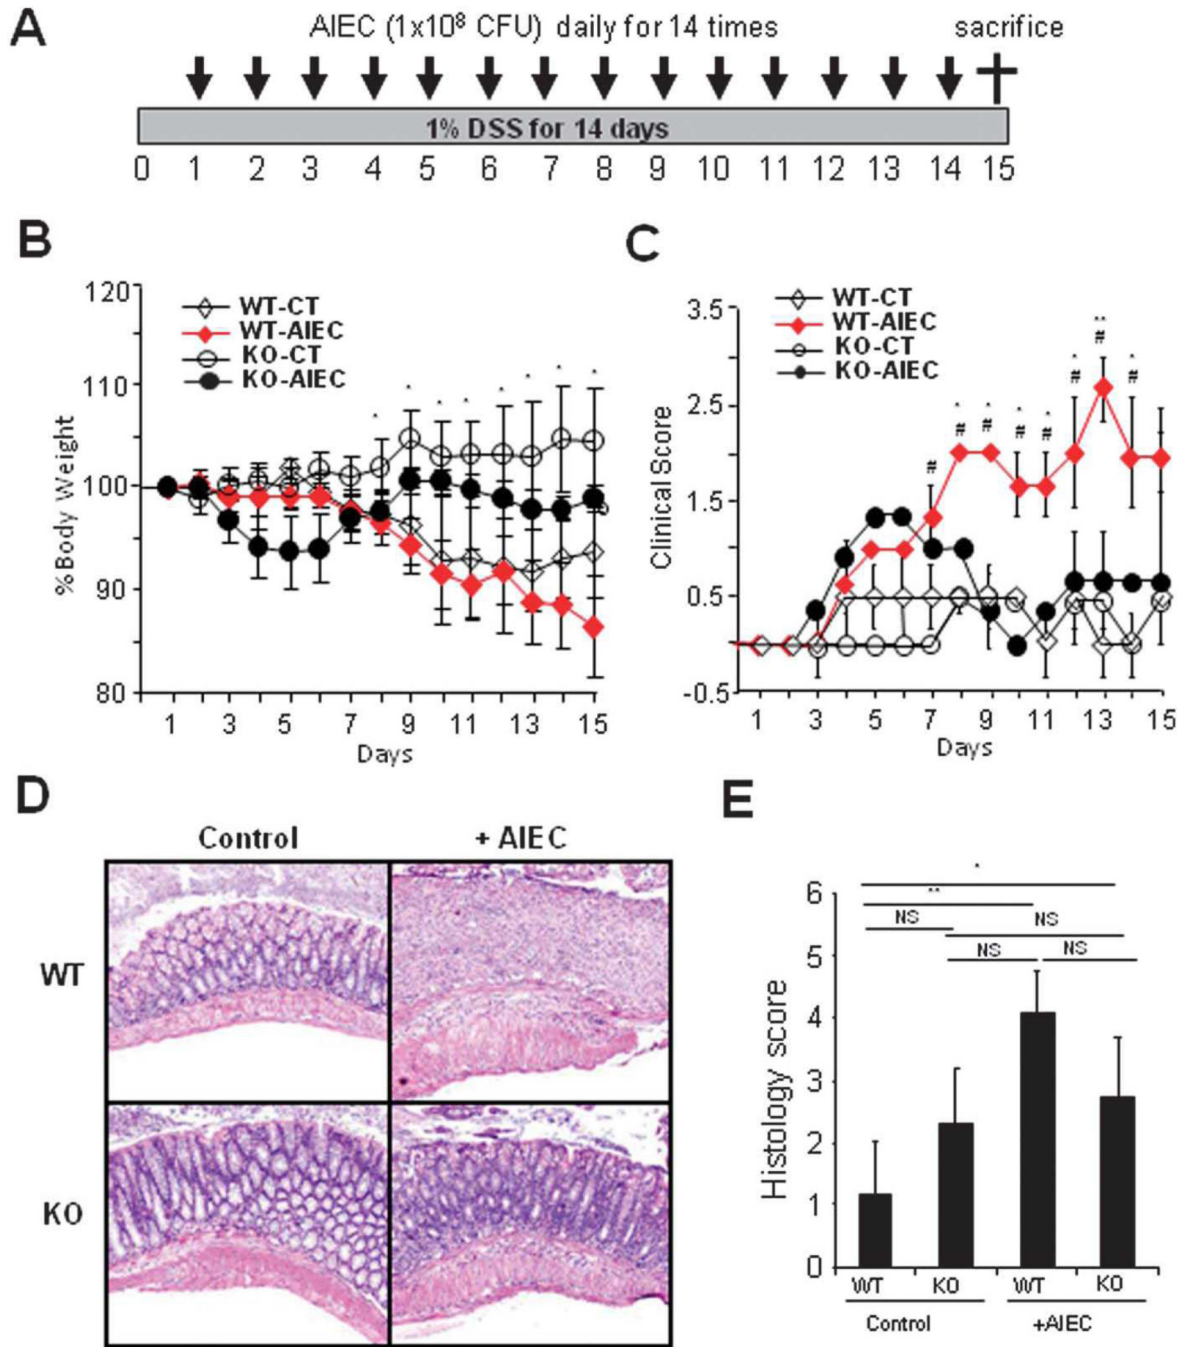 A
AIEC (1x10⁸ CFU) daily for 14 times
sacrifice
1% DSS for 14 days
0 1 2 3 4 5 6 7 8 9 10 11 12 13 14 15
B
120
110
100
90
80
%Body Weight
WT-CT
WT-AIEC
KO-CT
KO-AIEC
* * * * * * * *
1 3 5 7 9 11 13 15
Days
C
3.5
2.5
1.5
0.5
-0.5
Clinical Score
WT-CT
WT-AIEC
KO-CT
KO-AIEC
* * * * * ** *
# # # # # # # #
1 3 5 7 9 11 13 15
Days
D
Control
+ AIEC
WT
KO
E
6
5
4
3
2
1
0
Histology score
*
**
NS NS
NS NS
WT KO WT KO
Control +AIEC